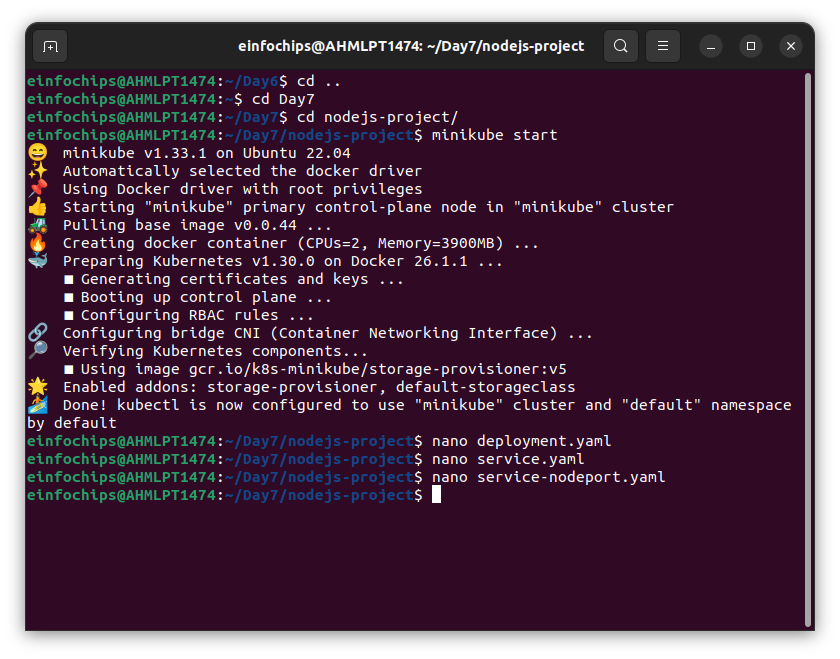 einfochips@AHMLPT1474: ~/Day7/nodejs-project
einfochips@AHMLPT1474:~/Day6$ cd ..
einfochips@AHMLPT1474:~$ cd Day7
einfochips@AHMLPT1474:~/Day7$ cd nodejs-project/
einfochips@AHMLPT1474:~/Day7/nodejs-project$ minikube start
😄 minikube v1.33.1 on Ubuntu 22.04
✨ Automatically selected the docker driver
📌 Using Docker driver with root privileges
👍 Starting "minikube" primary control-plane node in "minikube" cluster
🚜 Pulling base image v0.0.44 ...
🔥 Creating docker container (CPUs=2, Memory=3900MB) ...
🐳 Preparing Kubernetes v1.30.0 on Docker 26.1.1 ...
■ Generating certificates and keys ...
■ Booting up control plane ...
■ Configuring RBAC rules ...
🔗 Configuring bridge CNI (Container Networking Interface) ...
🔎 Verifying Kubernetes components...
■ Using image gcr.io/k8s-minikube/storage-provisioner:v5
🌟 Enabled addons: storage-provisioner, default-storageclass
🏄 Done! kubectl is now configured to use "minikube" cluster and "default" namespace
by default
einfochips@AHMLPT1474:~/Day7/nodejs-project$ nano deployment.yaml
einfochips@AHMLPT1474:~/Day7/nodejs-project$ nano service.yaml
einfochips@AHMLPT1474:~/Day7/nodejs-project$ nano service-nodeport.yaml
einfochips@AHMLPT1474:~/Day7/nodejs-project$